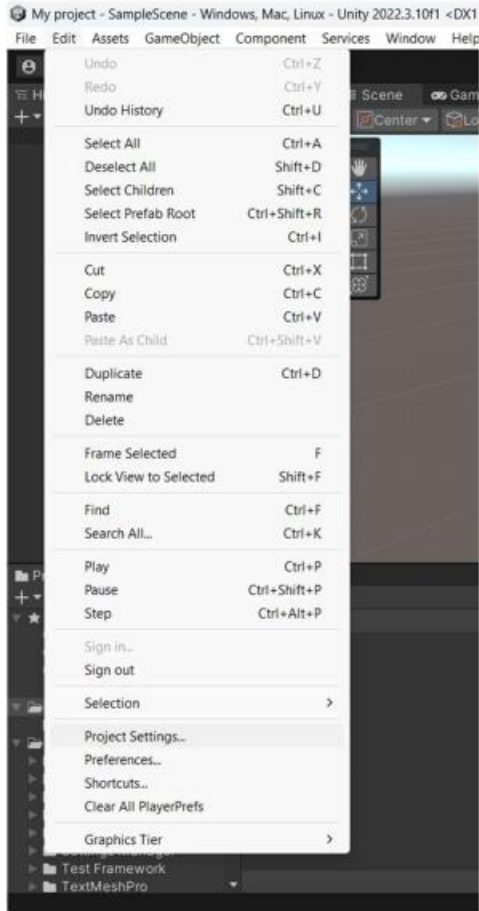 My project - SampleScene - Windows, Mac, Linux - Unity 2022.3.10f1 <DX1
File Edit Assets GameObject Component Services Window Help
Undo Ctrl+Z
Redo Ctrl+Y
Undo History Ctrl+U
Scene Gam
Center Lo
Select All Ctrl+A
Deselect All Shift+D
Select Children Shift+C
Select Prefab Root Ctrl+Shift+R
Invert Selection Ctrl+I
Cut Ctrl+X
Copy Ctrl+C
Paste Ctrl+V
Paste As Child Ctrl+Shift+V
Duplicate Ctrl+D
Rename
Delete
Frame Selected F
Lock View to Selected Shift+F
Find Ctrl+F
Search All... Ctrl+K
Play Ctrl+P
Pause Ctrl+Shift+P
Step Ctrl+Alt+P
Sign in...
Sign out
Selection
Project Settings...
Preferences...
Shortcuts...
Clear All PlayerPrefs
Graphics Tier
Test Framework
TextMeshPro